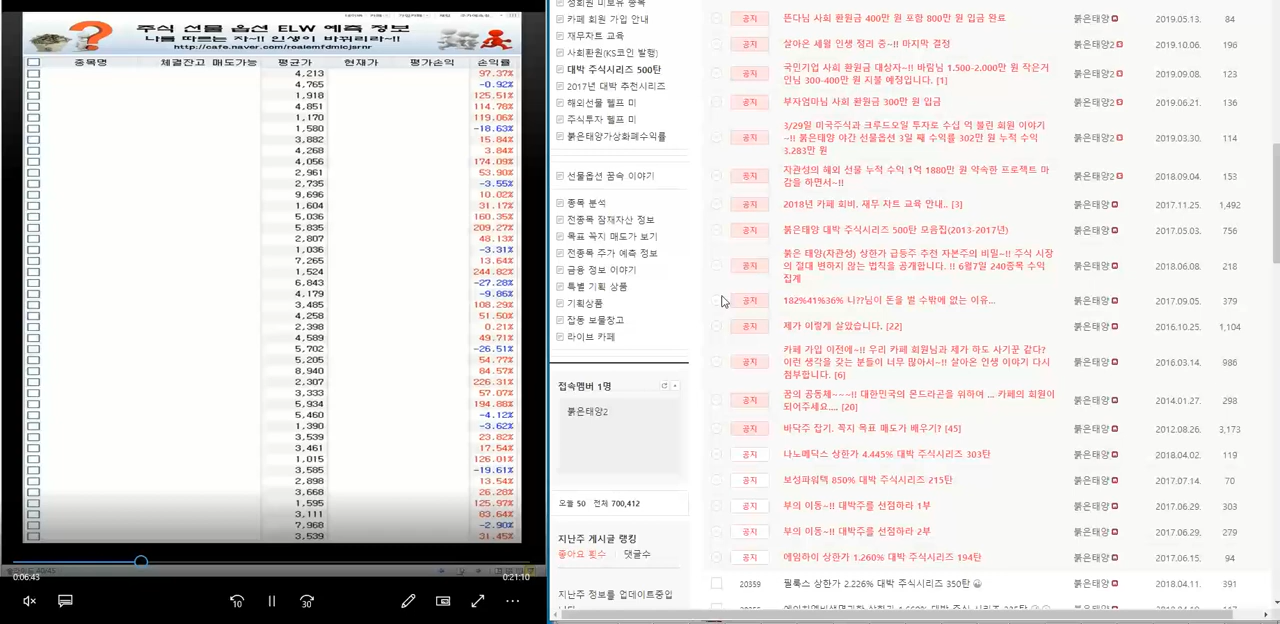 주식 선물 옵션 ELW 예측 정보
나눔 따르는 자~!! 인생이 바뀌리라~!!
종목명 체결잔고 매도가능 평균가 현재가 평가손익 손익률
4,213 97.37%
4,765 -0.92%
1,918 125.51%
4,851 114.78%
1,170 119.06%
1,580 -18.63%
3,882 15.84%
4,268 3.84%
4,056 174.09%
2,961 53.90%
2,735 -3.55%
9,696 10.02%
1,604 31.17%
5,036 160.35%
5,835 209.27%
2,807 48.13%
1,036 -3.31%
7,265 13.64%
1,524 244.82%
6,843 -27.28%
4,179 -9.86%
3,485 108.29%
4,258 51.50%
2,398 0.21%
4,589 49.71%
5,702 -26.51%
5,205 54.77%
8,940 84.57%
2,307 226.31%
3,333 57.07%
5,934 194.88%
5,460 -4.12%
1,390 -3.62%
3,539 23.82%
3,461 17.54%
1,015 126.01%
3,585 -19.61%
2,898 13.54%
3,668 26.28%
1,595 125.97%
3,111 83.64%
7,968 -2.90%
3,539 31.45%
0:06:43 0:21:10
10 30
정회원 미보유 종목
카페 회원 가입 안내
재무차트 교육
사회환원(KS코인 발행)
대박 주식시리즈 500탄
2017년 대박 추천시리즈
해외선물 헬프 미
주식투자 헬프 미
붉은태양가상화폐수익률
선물옵션 꿈속 이야기
종목 분석
전종목 잠재자산 정보
목표 꼭지 매도가 보기
전종목 주가 예측 정보
금융 정보 이야기
특별 기획 상품
기획상품
잡동 보물창고
라이브 카페
접속멤버 1명
붉은태양2
오늘 50 전체 700,412
지난주 게시글 랭킹
좋아요 횟수 댓글수
지난주 정보를 업데이트중입
공지 뜬다님 사회 환원금 400만 원 포함 800만 원 입금 완료 붉은태양 2019.05.13. 84
공지 살아온 세월 인생 정리 중~!! 마지막 결정 붉은태양2 2019.10.06. 196
공지 국민기업 사회 환원금 대상자~!! 바람님 1.500-2.000만 원 작은거
인님 300-400만 원 지불 예정입니다. [1] 붉은태양2 2019.09.08. 123
공지 부자엄마님 사회 환원금 300만 원 입금 붉은태양2 2019.06.21. 136
공지 3/29일 미국주식과 크루드오일 투자로 수십 억 불린 회원 이야기
~!! 붉은태양 야간 선물옵션 3일 째 수익률 302만 원 누적 수익
3.283만 원 붉은태양2 2019.03.30. 114
공지 자관성의 해외 선물 누적 수익 1억 1880만 원 약속한 프로젝트 마
감을 하면서~!! 붉은태양2 2018.09.04. 153
공지 2018년 카페 회비. 재무 차트 교육 안내.. [3] 붉은태양 2017.11.25. 1,492
공지 붉은태양 대박 주식시리즈 500탄 모음집(2013-2017년) 붉은태양 2017.05.03. 756
공지 붉은 태양(자관성) 상한가 급등주 추천 자본주의 비밀~!! 주식 시장
의 절대 변하지 않는 법칙을 공개합니다. !! 6월7일 240종목 수익
집계 붉은태양 2018.06.08. 218
공지 182%41%36% 니??님이 돈을 벌 수밖에 없는 이유... 붉은태양 2017.09.05. 379
공지 제가 이렇게 살았습니다. [22] 붉은태양 2016.10.25. 1,104
공지 카페 가입 이전에~!! 우리 카페 회원님과 제가 하도 사기꾼 같다?
이런 생각을 갖는 분들이 너무 많아서~!! 살아온 인생 이야기 다시
첨부합니다. [6] 붉은태양 2016.03.14. 986
공지 꿈의 공동체~~~!! 대한민국의 몬드라곤을 위하여 ... 카페의 회원이
되어주세요.... [20] 붉은태양 2014.01.27. 298
공지 바닥주 잡기. 꼭지 목표 매도가 배우기? [45] 붉은태양 2012.08.26. 3,173
공지 나노메딕스 상한가 4.445% 대박 주식시리즈 303탄 붉은태양 2018.04.02. 119
공지 보성파워텍 850% 대박 주식시리즈 215탄 붉은태양 2017.07.14. 70
공지 부의 이동~!! 대박주를 선점하라 1부 붉은태양 2017.06.29. 303
공지 부의 이동~!! 대박주를 선점하라 2부 붉은태양 2017.06.29. 279
공지 에임하이 상한가 1.260% 대박 주식시리즈 194탄 붉은태양 2017.06.15. 94
20359 필룩스 상한가 2.226% 대박 주식시리즈 350탄 붉은태양 2018.04.11. 391